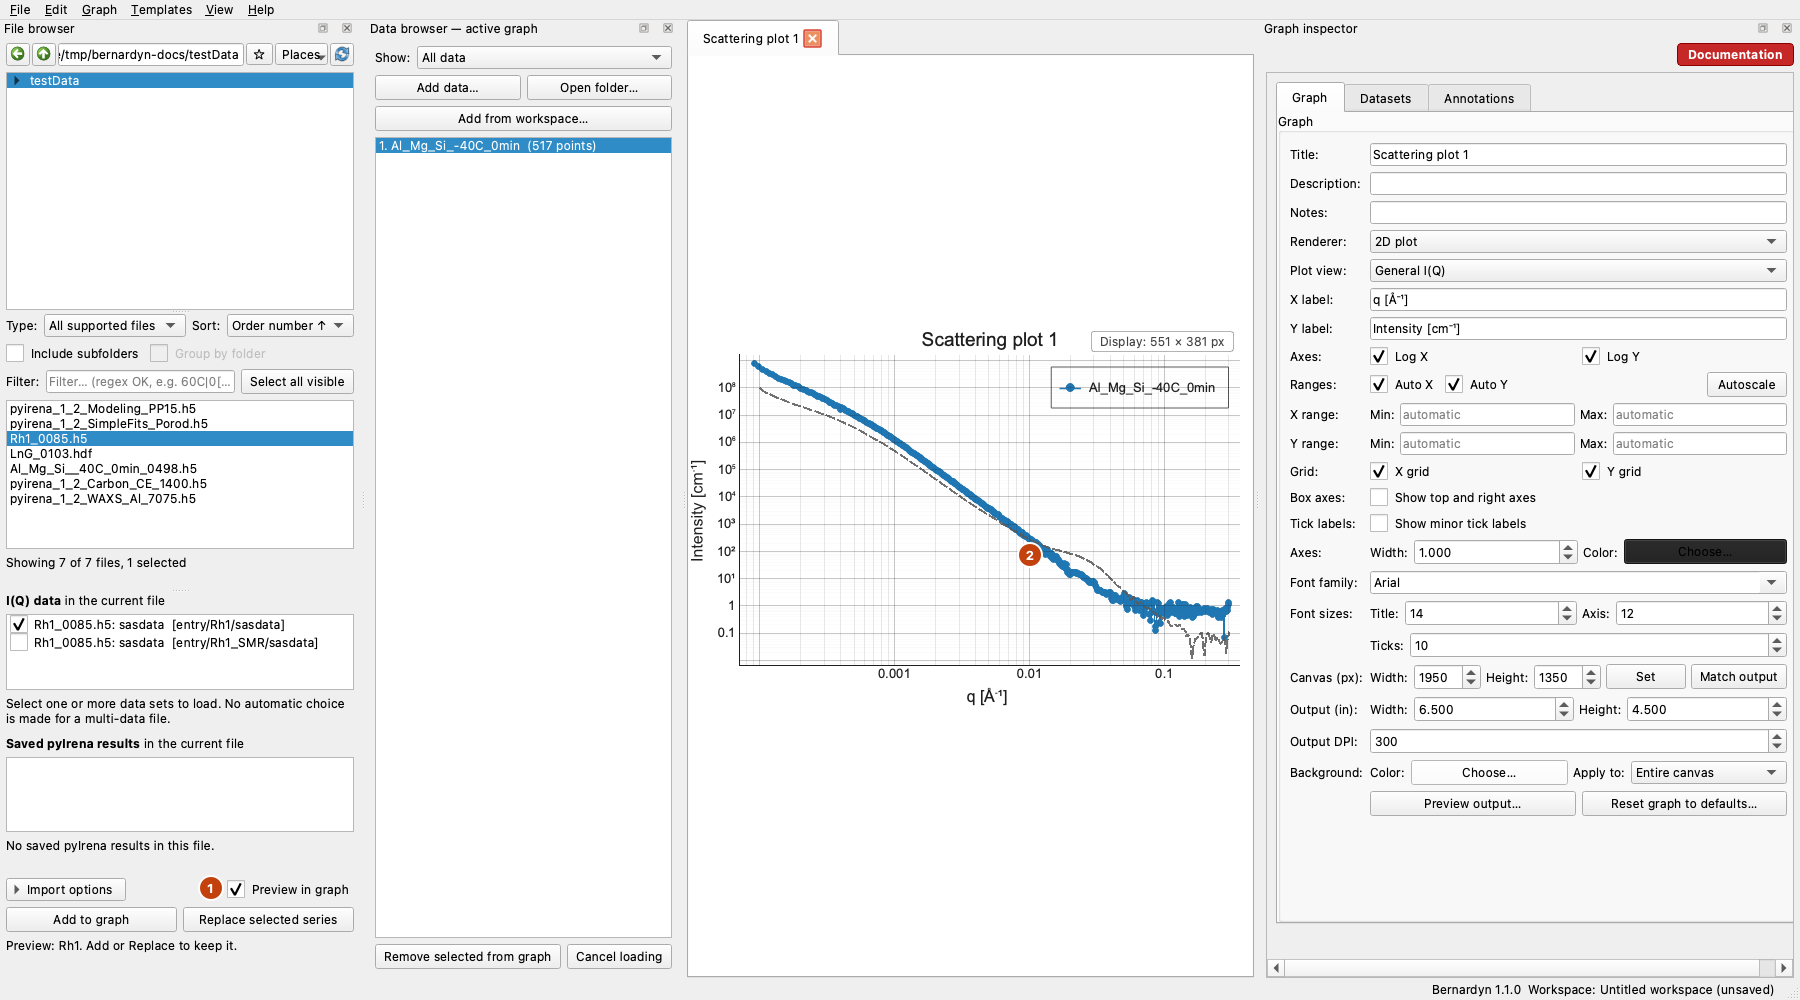 File Edit Graph Templates View Help
File browser
:/tmp/bernardyn-docs/testData
Places
testData
Type: All supported files Sort: Order number ↑
Include subfolders Group by folder
Filter: Filter... (regex OK, e.g. 60C|0[... Select all visible
pyirena_1_2_Modeling_PP15.h5
pyirena_1_2_SimpleFits_Porod.h5
Rh1_0085.h5
LnG_0103.hdf
Al_Mg_Si__40C_0min_0498.h5
pyirena_1_2_Carbon_CE_1400.h5
pyirena_1_2_WAXS_Al_7075.h5
Showing 7 of 7 files, 1 selected
I(Q) data in the current file
Rh1_0085.h5: sasdata [entry/Rh1/sasdata]
Rh1_0085.h5: sasdata [entry/Rh1_SMR/sasdata]
Select one or more data sets to load. No automatic choice
is made for a multi-data file.
Saved pyIrena results in the current file
No saved pyIrena results in this file.
Import options 1 Preview in graph
Add to graph Replace selected series
Preview: Rh1. Add or Replace to keep it.
Data browser — active graph
Show: All data
Add data... Open folder...
Add from workspace...
1. Al_Mg_Si_-40C_0min (517 points)
Remove selected from graph Cancel loading
Scattering plot 1
Scattering plot 1
Display: 551 × 381 px
Al_Mg_Si_-40C_0min
Intensity [cm⁻¹]
10⁸
10⁷
10⁶
10⁵
10⁴
10³
10²
10¹
1
0.1
2
0.001 0.01 0.1
q [Å⁻¹]
Graph inspector
Documentation
Graph Datasets Annotations
Graph
Title: Scattering plot 1
Description:
Notes:
Renderer: 2D plot
Plot view: General I(Q)
X label: q [Å⁻¹]
Y label: Intensity [cm⁻¹]
Axes: Log X Log Y
Ranges: Auto X Auto Y Autoscale
X range: Min: automatic Max: automatic
Y range: Min: automatic Max: automatic
Grid: X grid Y grid
Box axes: Show top and right axes
Tick labels: Show minor tick labels
Axes: Width: 1.000 Color: Choose...
Font family: Arial
Font sizes: Title: 14 Axis: 12
Ticks: 10
Canvas (px): Width: 1950 Height: 1350 Set Match output
Output (in): Width: 6.500 Height: 4.500
Output DPI: 300
Background: Color: Choose... Apply to: Entire canvas
Preview output... Reset graph to defaults...
Bernardyn 1.1.0 Workspace: Untitled workspace (unsaved)